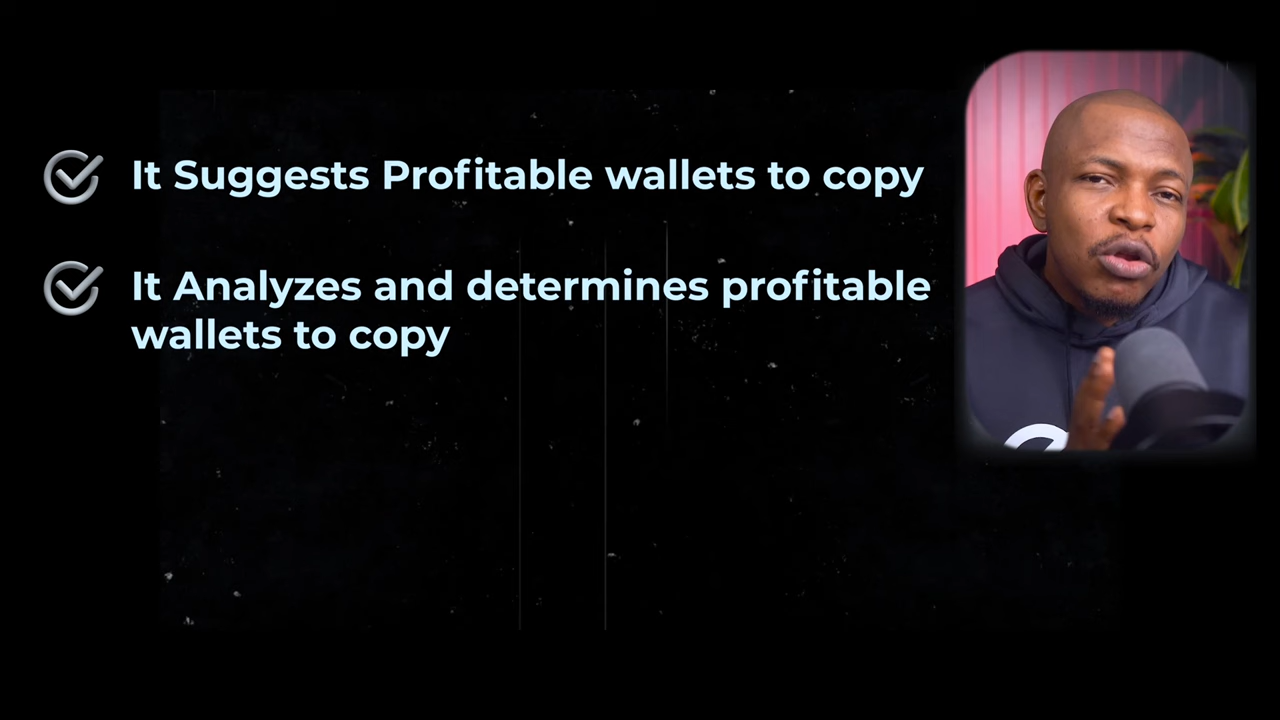 It Suggests Profitable wallets to copy
It Analyzes and determines profitable
wallets to copy